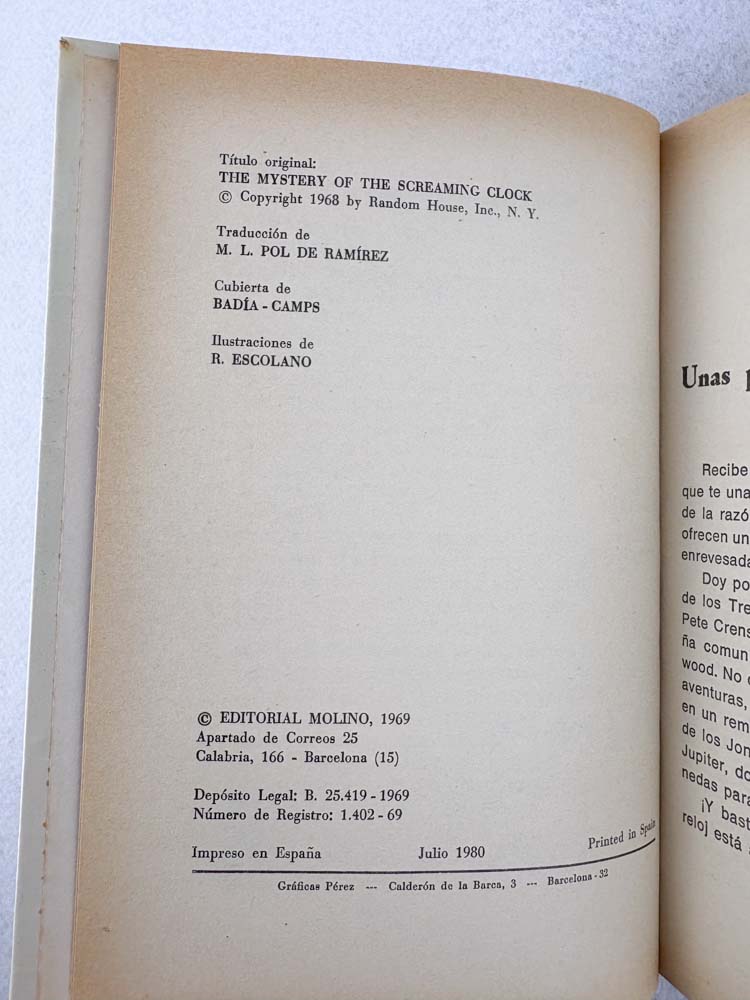 Título original:
THE MYSTERY OF THE SCREAMING CLOCK
© Copyright 1968 by Random House, Inc., N. Y.
Traducción de
M. L. POL DE RAMÍREZ
Cubierta de
BADÍA - CAMPS
Ilustraciones de
R. ESCOLANO
© EDITORIAL MOLINO, 1969
Apartado de Correos 25
Calabria, 166 - Barcelona (15)
Depósito Legal: B. 25.419 - 1969
Número de Registro: 1.402 - 69
Impreso en España Julio 1980 Printed in Spain
Gráficas Pérez --- Calderón de la Barca, 3 --- Barcelona - 32
Unas
Recibe
que te una
de la razó
ofrecen un
enrevesada
Doy po
de los Tre
Pete Crens
ña comun
wood. No
aventuras,
en un rem
de los Jon
Jupiter, do
nedas para
¡Y bast
reloj está